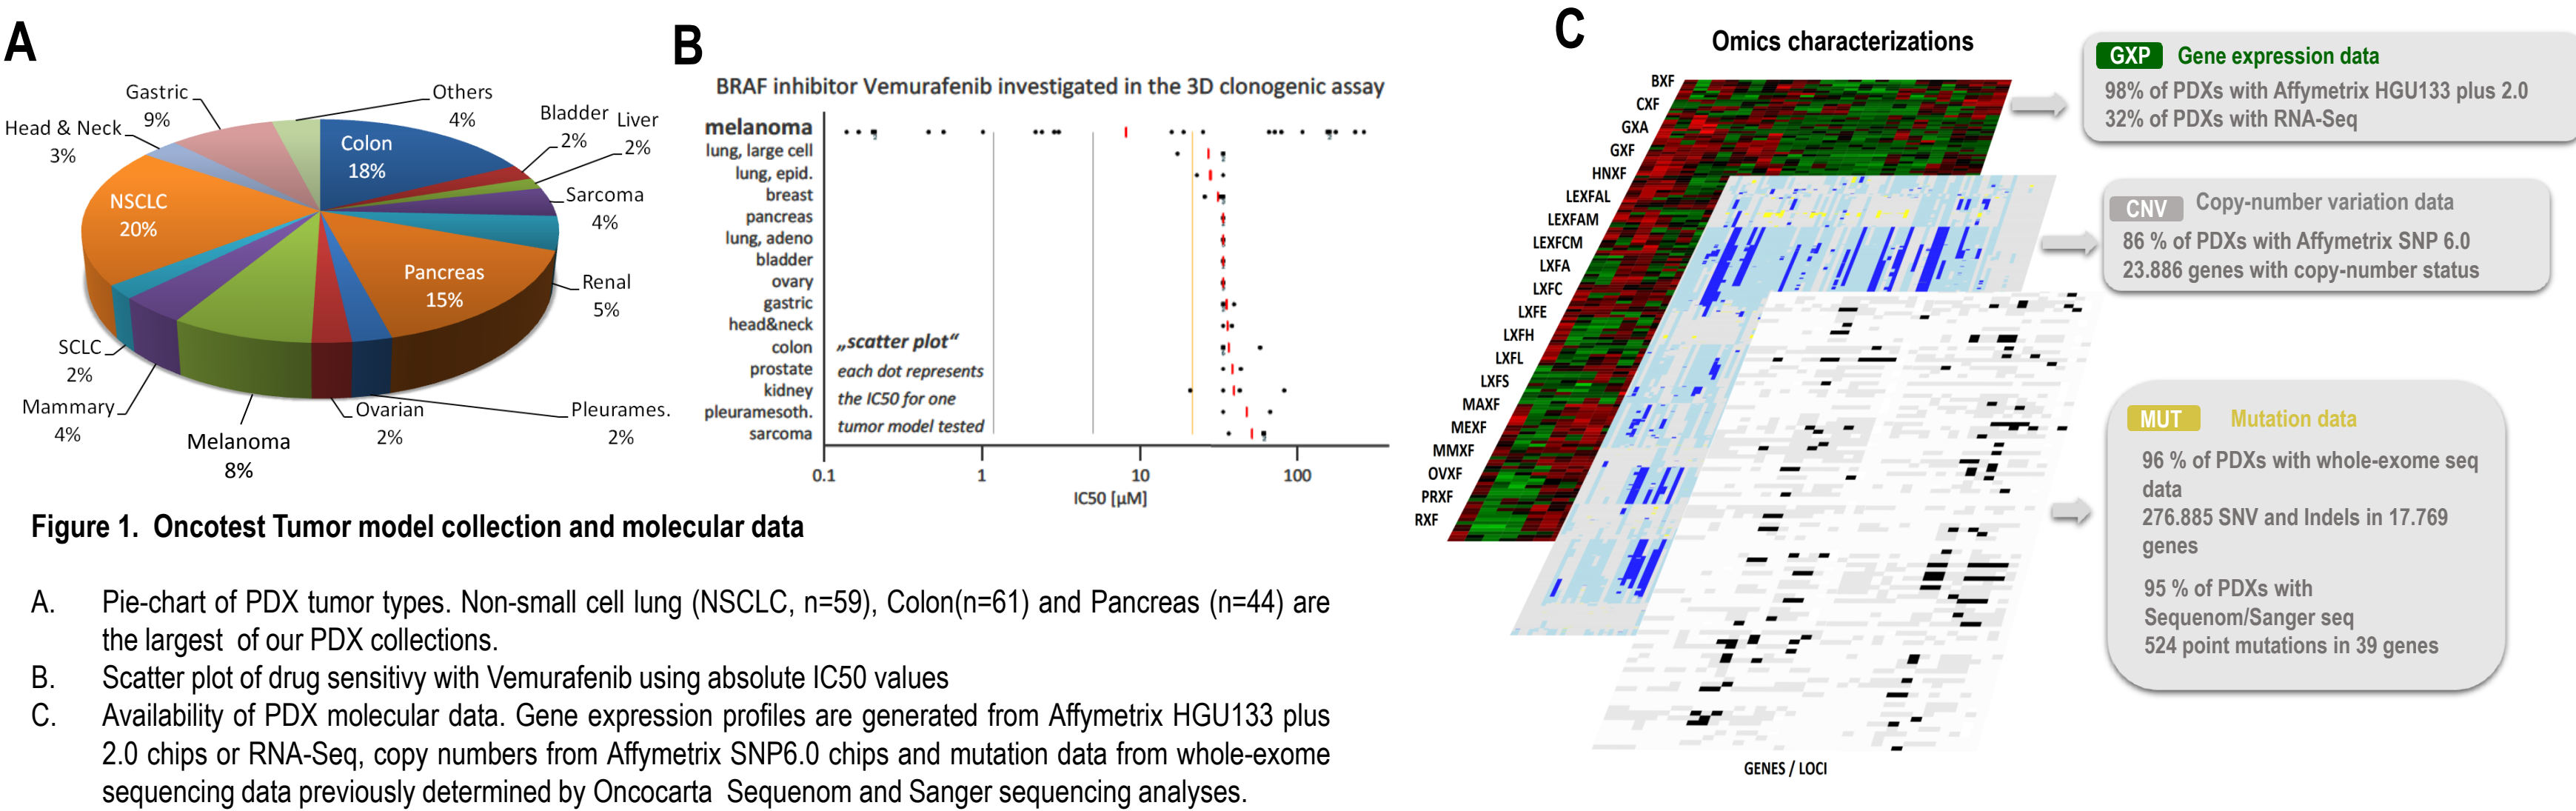 A
Gastric
9%
Others
4%
Bladder
2%
Liver
2%
Head & Neck
3%
Colon
18%
NSCLC
20%
Sarcoma
4%
Pancreas
15%
Renal
5%
SCLC
2%
Mammary
4%
Melanoma
8%
Ovarian
2%
Pleurames.
2%
B
BRAF inhibitor Vemurafenib investigated in the 3D clonogenic assay
melanoma
lung, large cell
lung, epid.
breast
pancreas
lung, adeno
bladder
ovary
gastric
head&neck
colon
prostate
kidney
pleuramesoth.
sarcoma
„scatter plot“
each dot represents
the IC50 for one
tumor model tested
0.1 1 10 100
IC50 [µM]
C
Omics characterizations
BXF
CXF
GXA
GXF
HNXF
LEXFAL
LEXFAM
LEXFCM
LXFA
LXFC
LXFE
LXFH
LXFL
LXFS
MAXF
MEXF
MMXF
OVXF
PRXF
RXF
GENES / LOCI
GXP Gene expression data
98% of PDXs with Affymetrix HGU133 plus 2.0
32% of PDXs with RNA-Seq
CNV Copy-number variation data
86 % of PDXs with Affymetrix SNP 6.0
23.886 genes with copy-number status
MUT Mutation data
96 % of PDXs with whole-exome seq
data
276.885 SNV and Indels in 17.769
genes
95 % of PDXs with
Sequenom/Sanger seq
524 point mutations in 39 genes
Figure 1. Oncotest Tumor model collection and molecular data
A. Pie-chart of PDX tumor types. Non-small cell lung (NSCLC, n=59), Colon(n=61) and Pancreas (n=44) are
the largest of our PDX collections.
B. Scatter plot of drug sensitivy with Vemurafenib using absolute IC50 values
C. Availability of PDX molecular data. Gene expression profiles are generated from Affymetrix HGU133 plus
2.0 chips or RNA-Seq, copy numbers from Affymetrix SNP6.0 chips and mutation data from whole-exome
sequencing data previously determined by Oncocarta Sequenom and Sanger sequencing analyses.